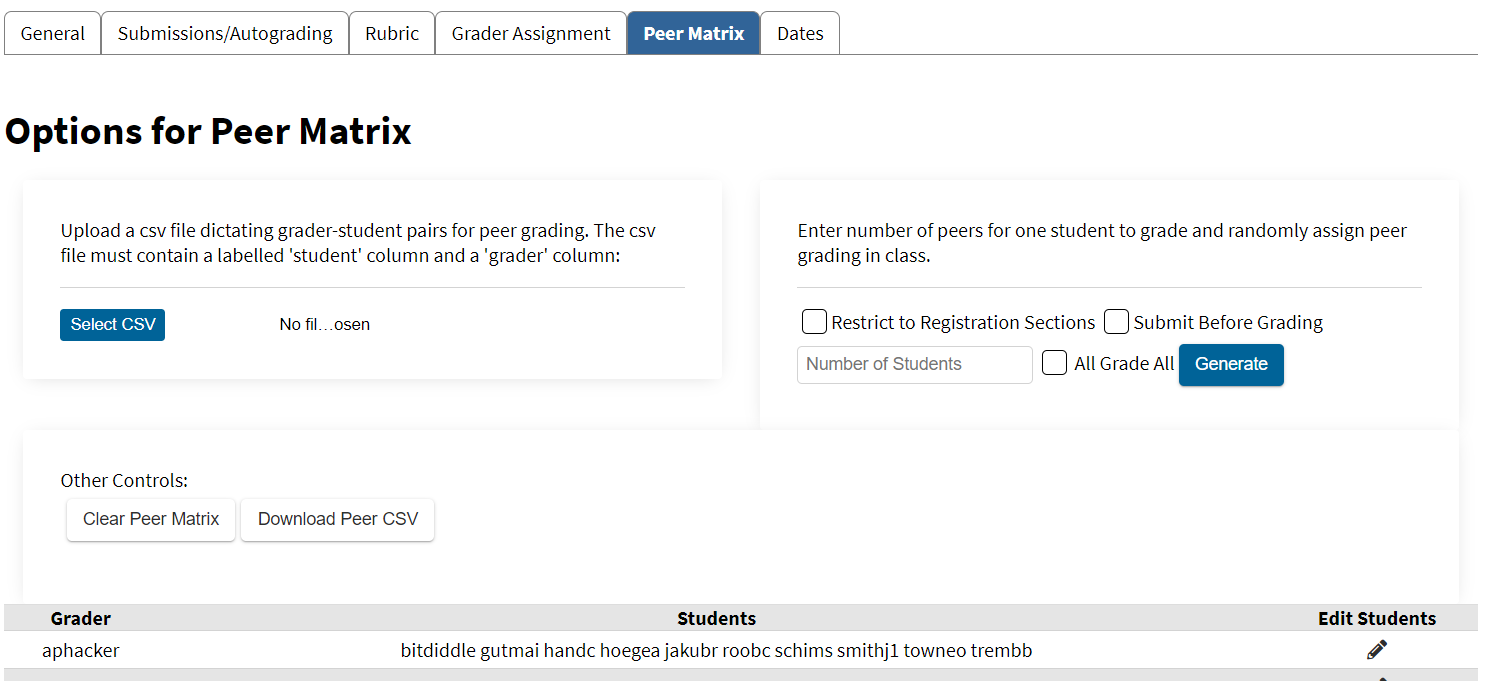 General Submissions/Autograding Rubric Grader Assignment Peer Matrix Dates
Options for Peer Matrix
Upload a csv file dictating grader-student pairs for peer grading. The csv
file must contain a labelled 'student' column and a 'grader' column:
Select CSV No fil…osen
Enter number of peers for one student to grade and randomly assign peer
grading in class.
Restrict to Registration Sections Submit Before Grading
Number of Students All Grade All Generate
Other Controls:
Clear Peer Matrix Download Peer CSV
Grader Students Edit Students
aphacker bitdiddle gutmai handc hoegea jakubr roobc schims smithj1 towneo trembb